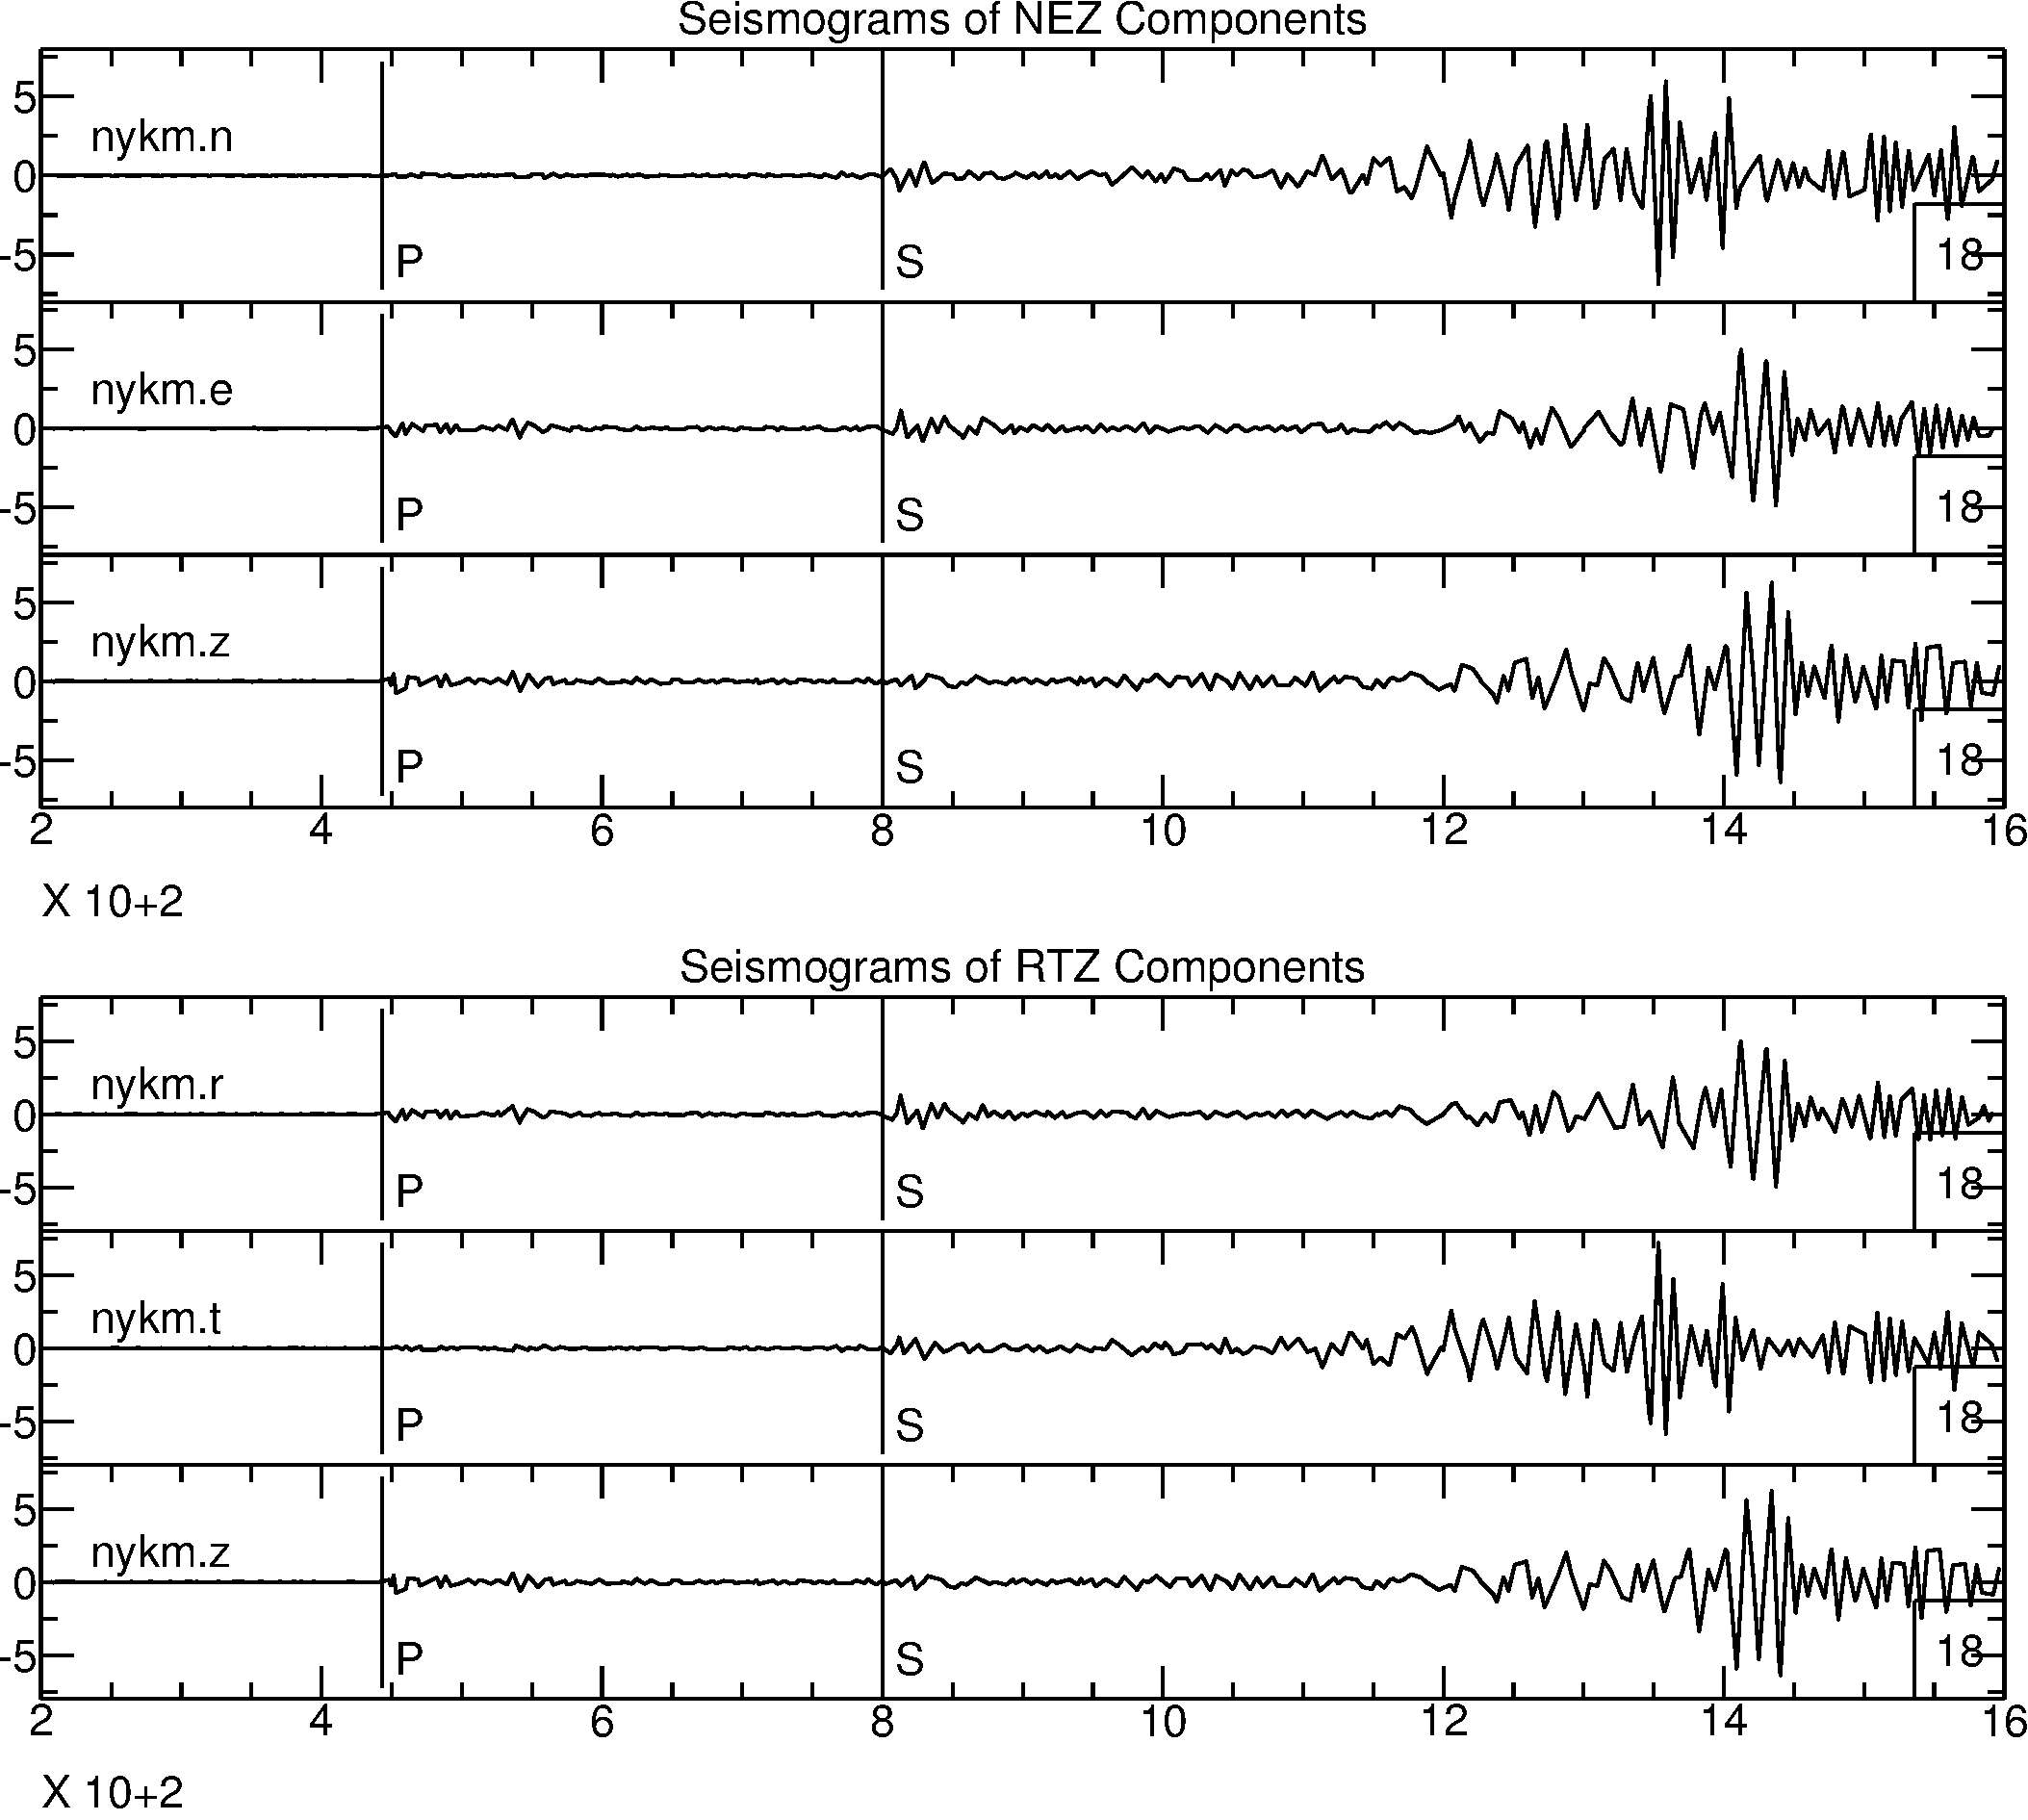 Seismograms of NEZ Components
5
nykm.n
0
-5
P
S
18
5
nykm.e
0
-5
P
S
18
5
nykm.z
0
-5
P
S
18
2 4 6 8 10 12 14 16
X 10+2
Seismograms of RTZ Components
5
nykm.r
0
-5
P
S
18
5
nykm.t
0
-5
P
S
18
5
nykm.z
0
-5
P
S
18
2 4 6 8 10 12 14 16
X 10+2